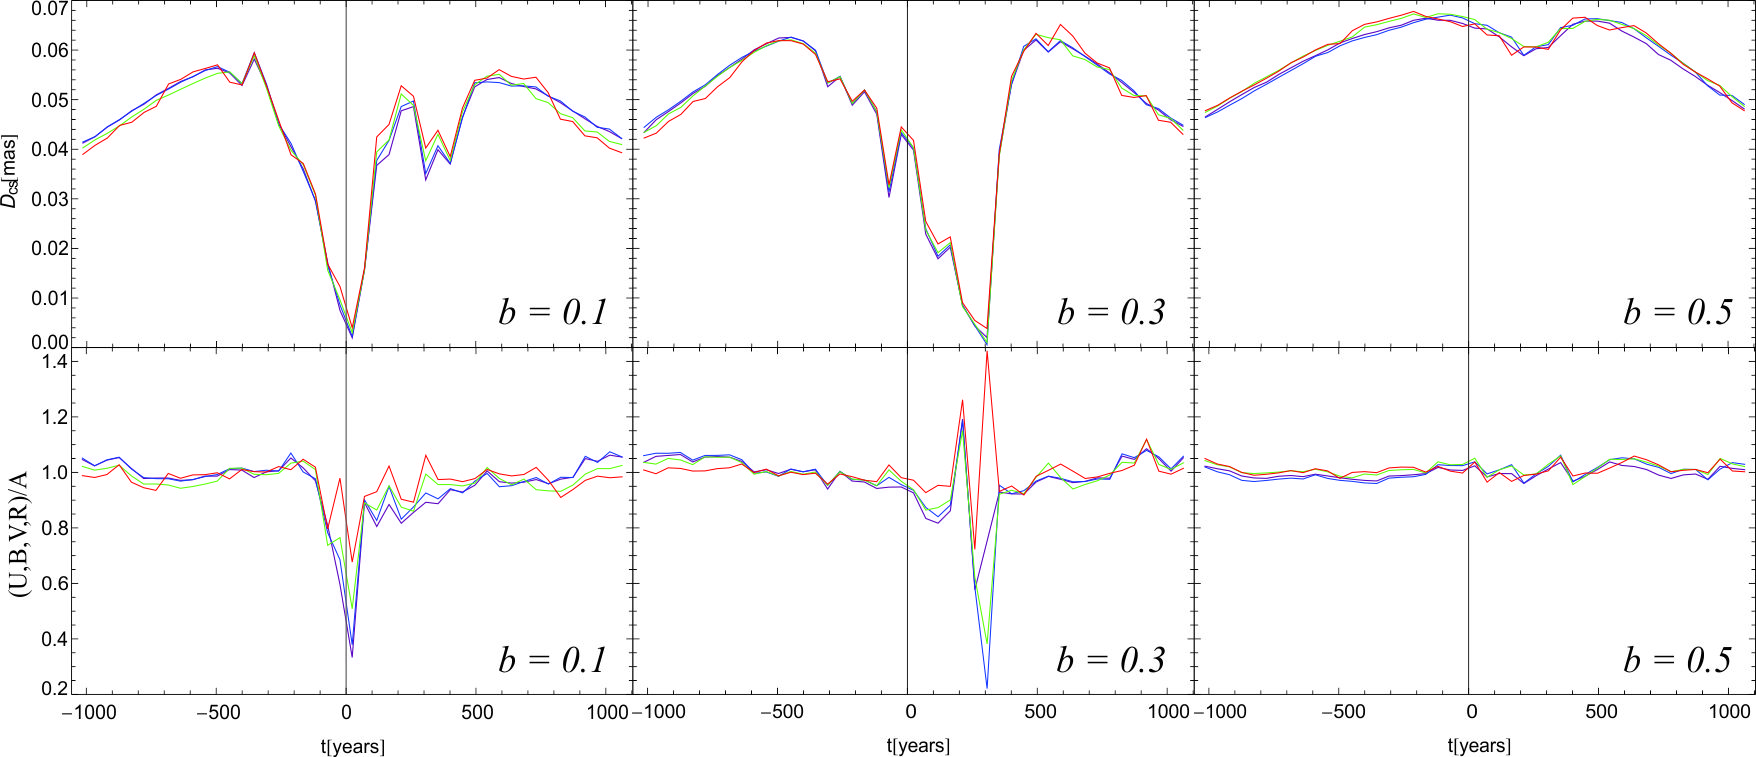 0.07
0.06
0.05
0.04
0.03
0.02
0.01
0.00
D_cs[mas]
b = 0.1
b = 0.3
b = 0.5
1.4
1.2
1.0
0.8
0.6
0.4
0.2
(U,B,V,R)/A
b = 0.1
b = 0.3
b = 0.5
−1000 −500 0 500 1000 −1000 −500 0 500 1000 −1000 −500 0 500 1000
t[years] t[years] t[years]